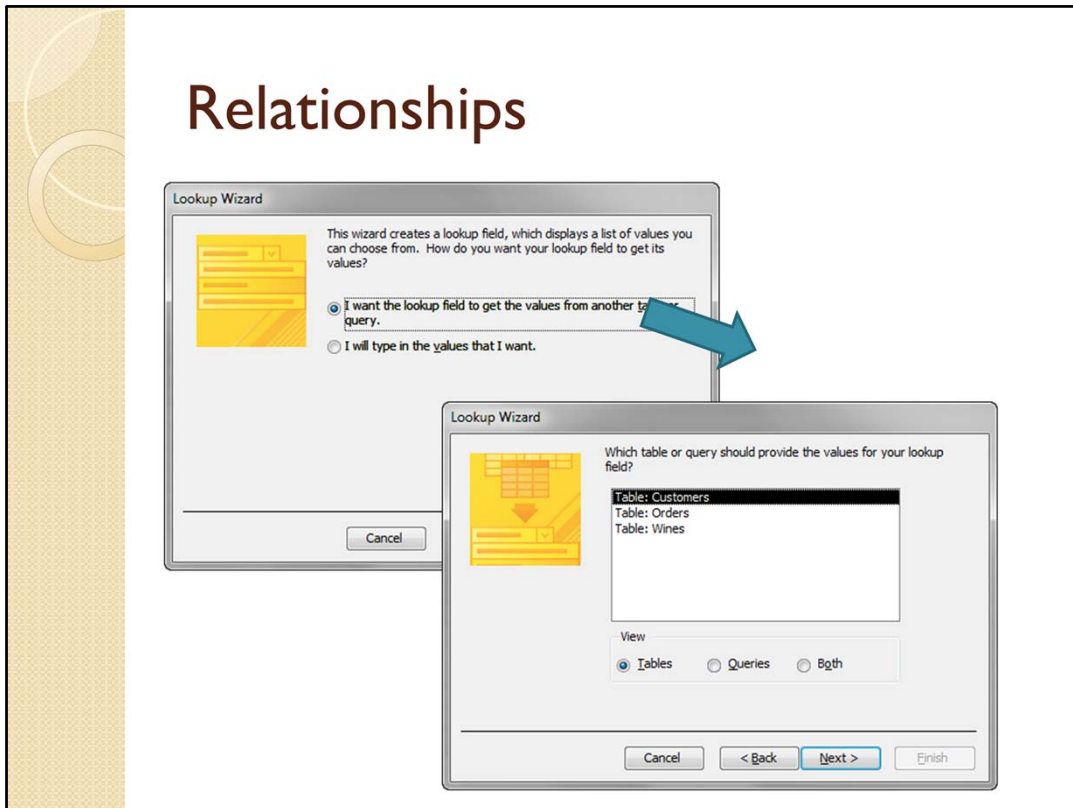 Relationships
Lookup Wizard
This wizard creates a lookup field, which displays a list of values you
can choose from. How do you want your lookup field to get its
values?
I want the lookup field to get the values from another
query.
I will type in the values that I want.
Cancel
Lookup Wizard
Which table or query should provide the values for your lookup
field?
Table: Customers
Table: Orders
Table: Wines
View
Tables Queries Both
Cancel < Back Next > Finish